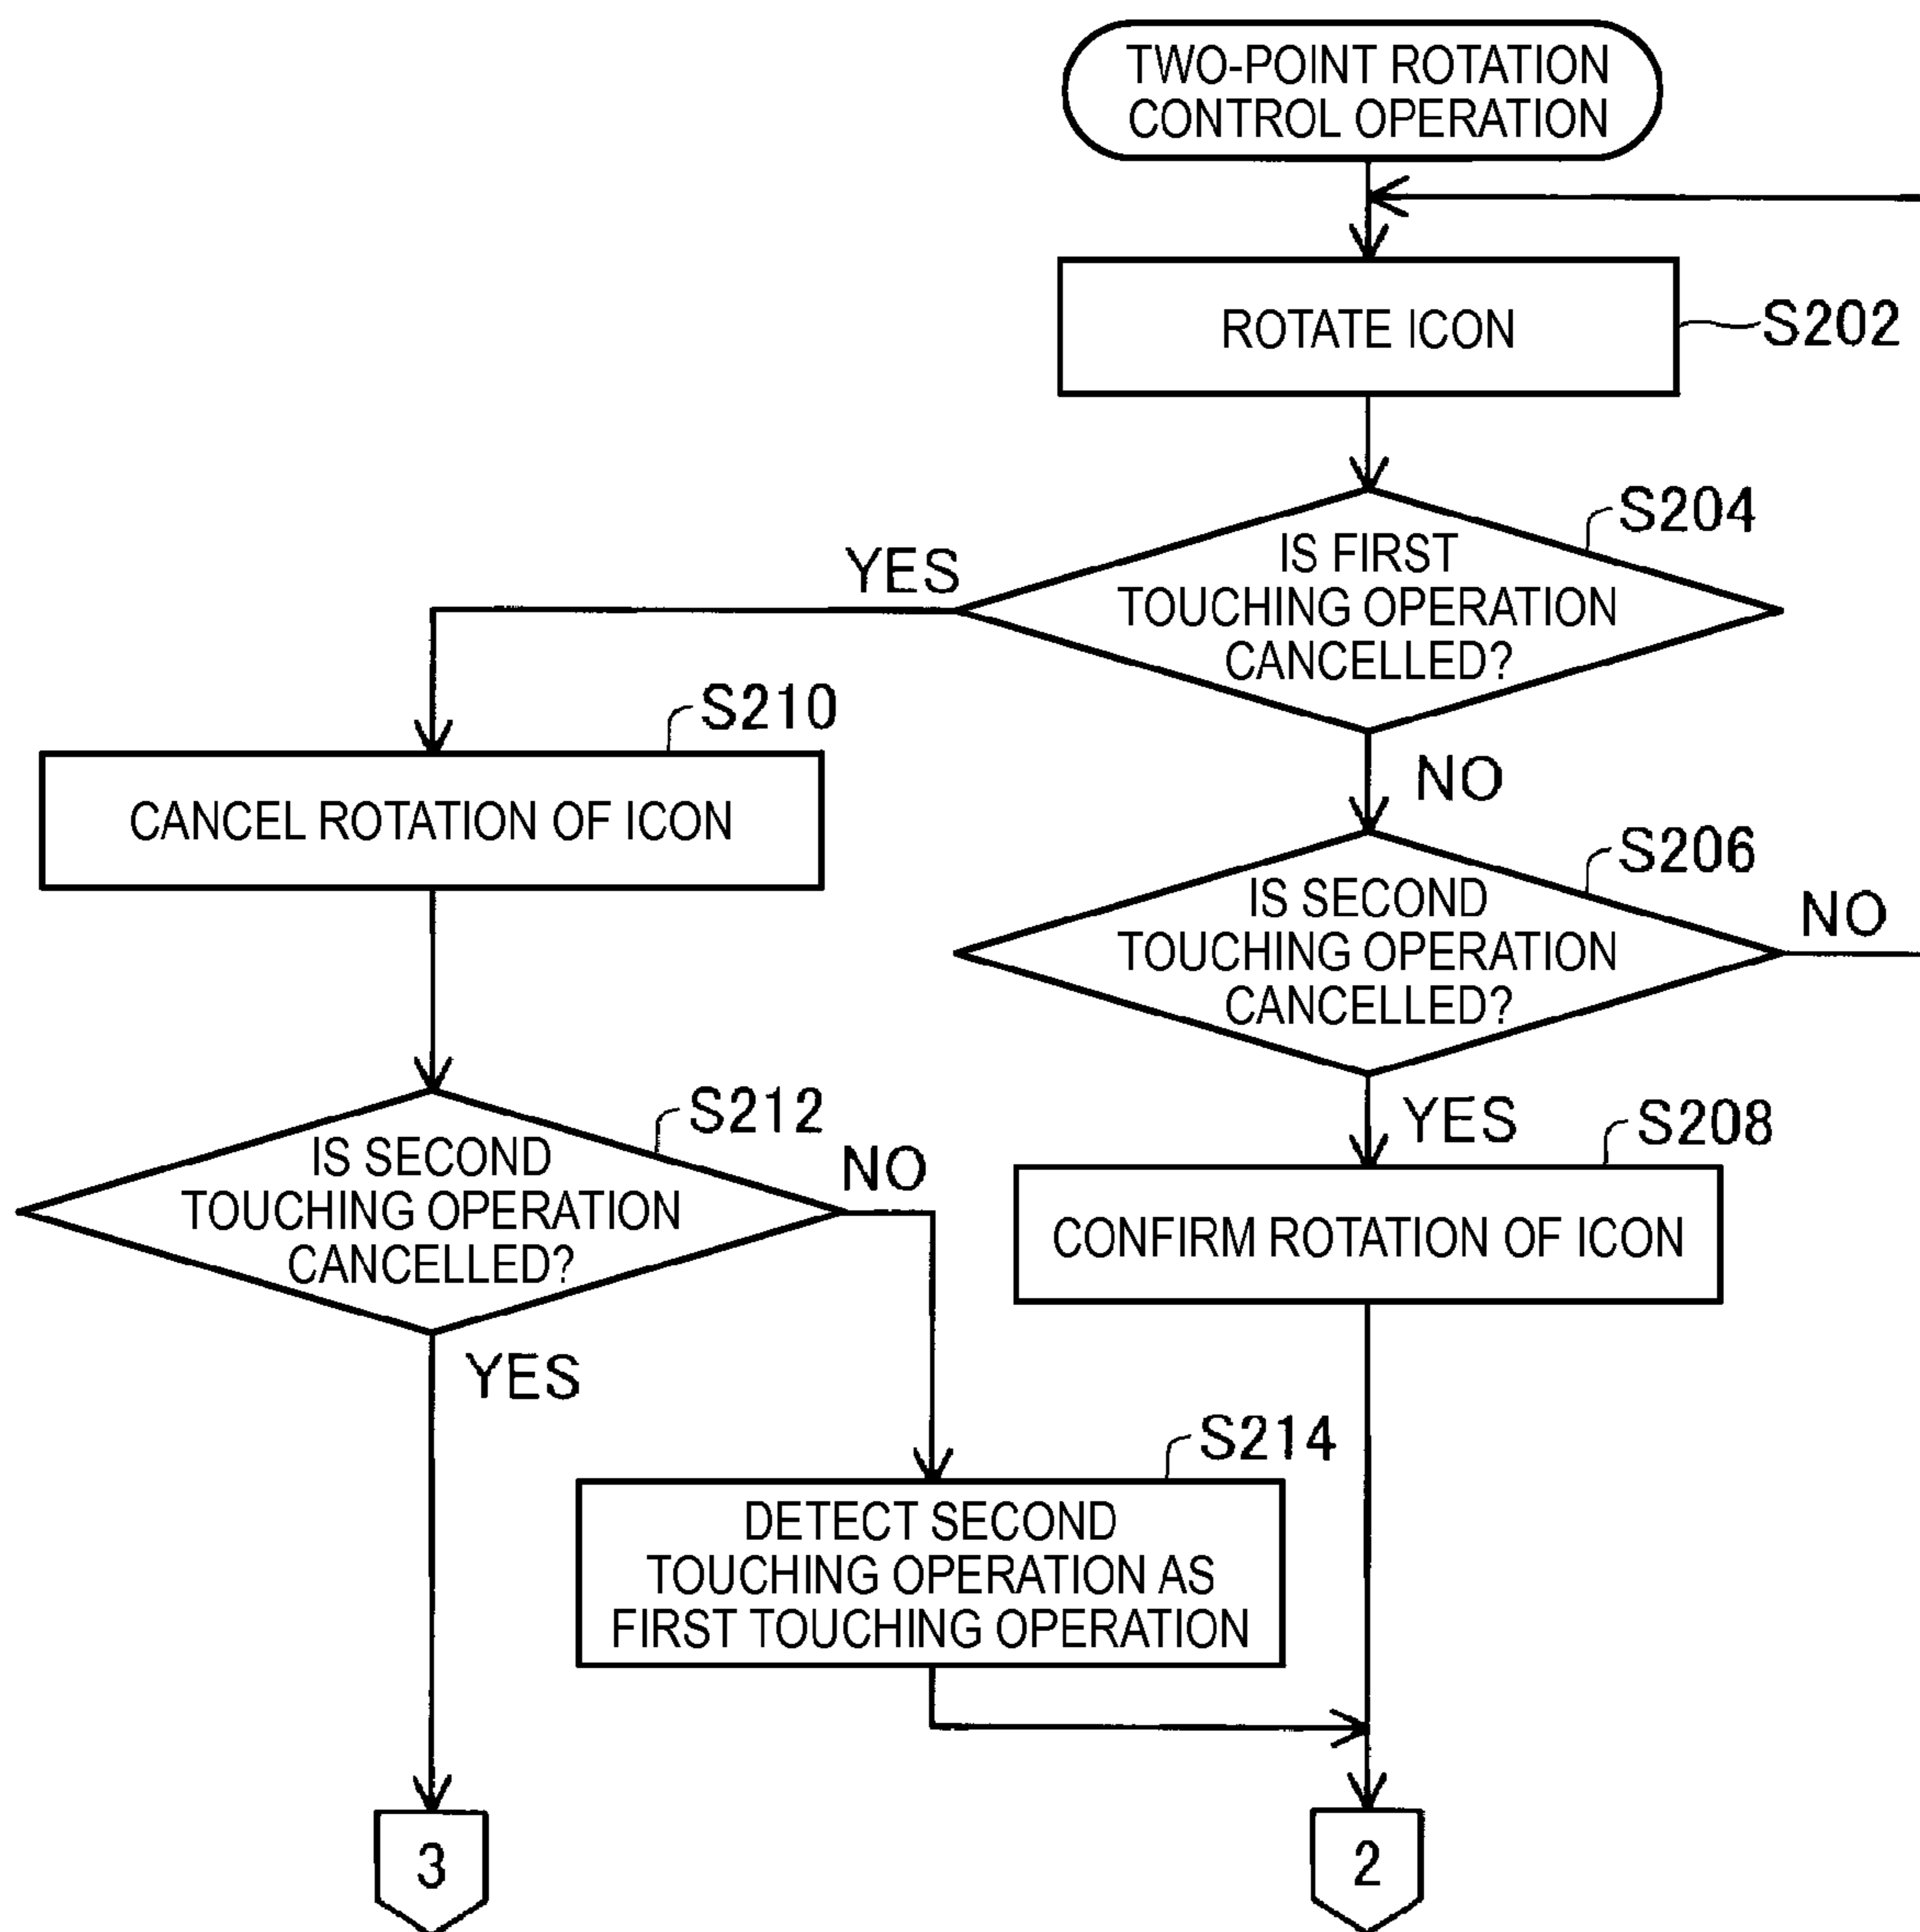 TWO-POINT ROTATION
CONTROL OPERATION
ROTATE ICON
S202
S204
IS FIRST
TOUCHING OPERATION
CANCELLED?
YES
NO
S210
CANCEL ROTATION OF ICON
S206
IS SECOND
TOUCHING OPERATION
CANCELLED?
NO
YES
S212
IS SECOND
TOUCHING OPERATION
CANCELLED?
NO
YES
S208
CONFIRM ROTATION OF ICON
S214
DETECT SECOND
TOUCHING OPERATION AS
FIRST TOUCHING OPERATION
3
2